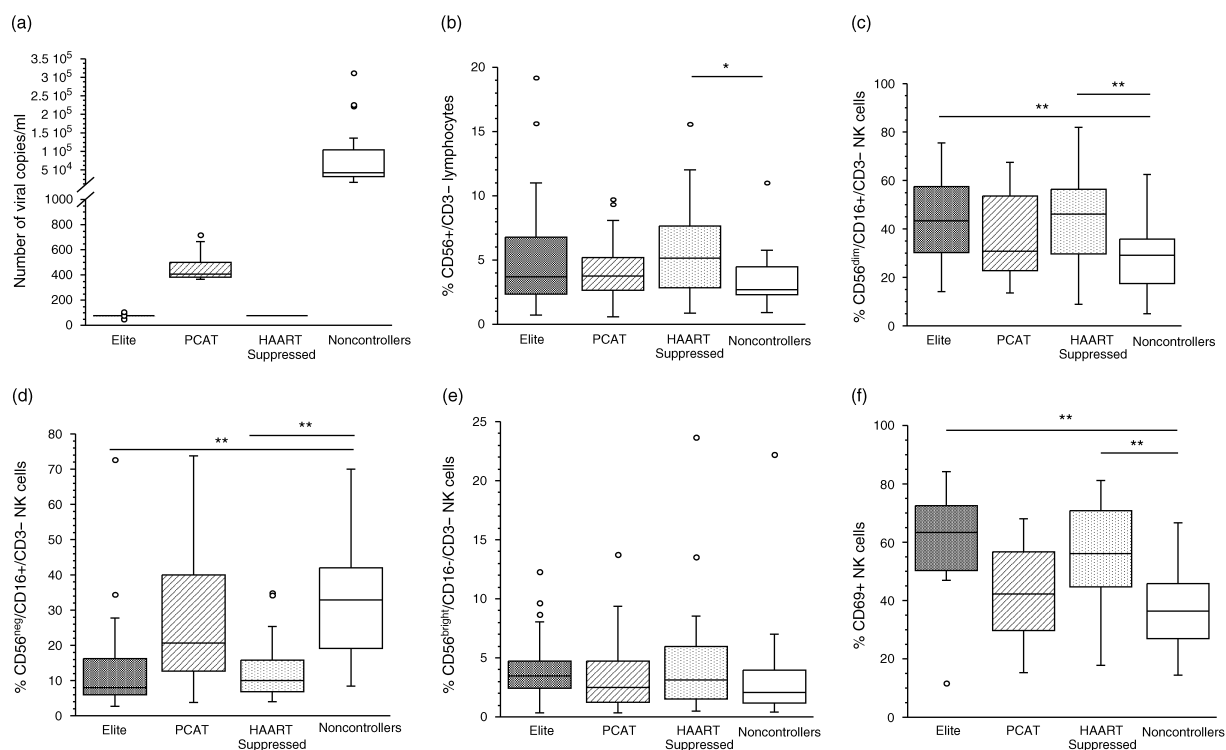 (a)
Number of viral copies/ml
3.5 10⁵
3 10⁵
2.5 10⁵
2 10⁵
1.5 10⁵
1 10⁵
5 10⁴
1000
800
600
400
200
0
Elite
PCAT
HAART
Suppressed
Noncontrollers
(b)
% CD56+/CD3− lymphocytes
20
15
10
5
0
*
Elite
PCAT
HAART
Suppressed
Noncontrollers
(c)
% CD56ᵈⁱᵐ/CD16+/CD3− NK cells
100
80
60
40
20
0
**
**
Elite
PCAT
HAART
Suppressed
Noncontrollers
(d)
% CD56ⁿᵉᵍ/CD16+/CD3− NK cells
80
70
60
50
40
30
20
10
0
**
**
Elite
PCAT
HAART
Suppressed
Noncontrollers
(e)
% CD56ᵇʳⁱᵍʰᵗ/CD16-/CD3− NK cells
25
20
15
10
5
0
Elite
PCAT
HAART
Suppressed
Noncontrollers
(f)
% CD69+ NK cells
100
80
60
40
20
0
**
**
Elite
PCAT
HAART
Suppressed
Noncontrollers